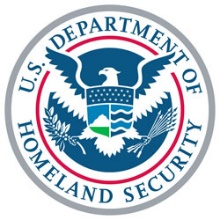 U.S. DEPARTMENT OF
HOMELAND SECURITY